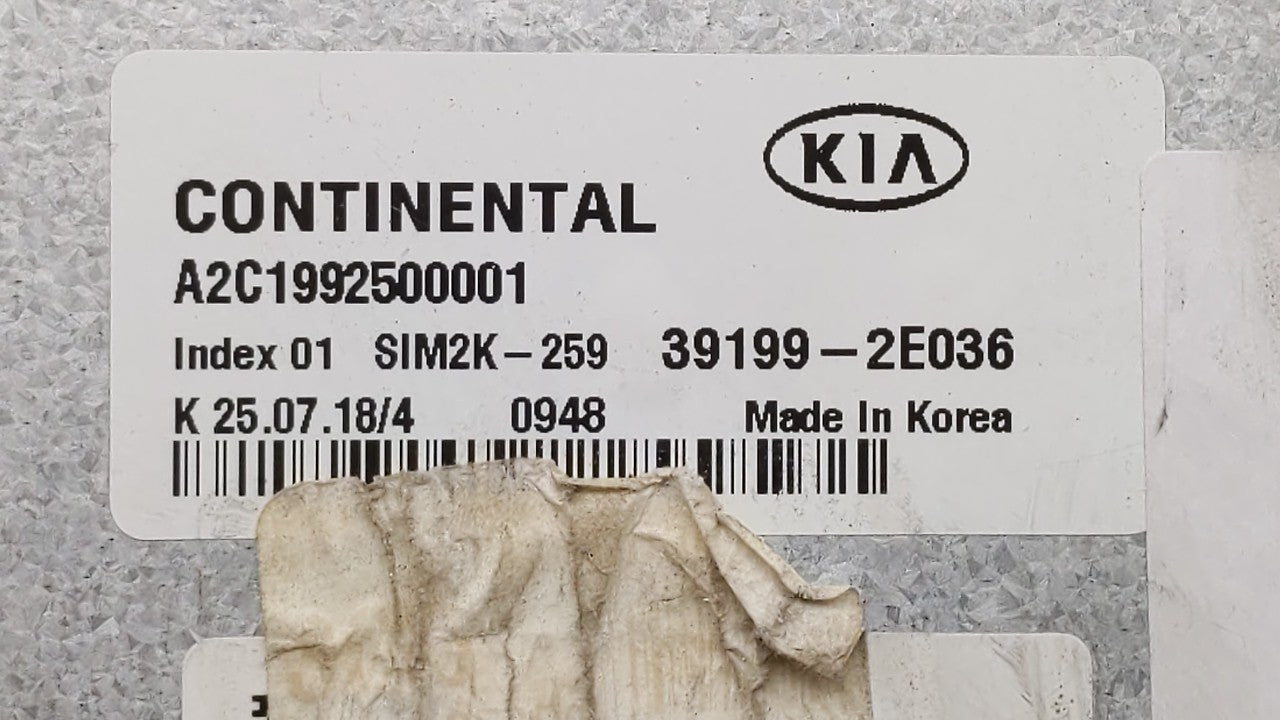 KIA
CONTINENTAL
A2C1992500001
Index 01 SIM2K-259 39199-2E036
K 25.07.18/4 0948 Made In Korea